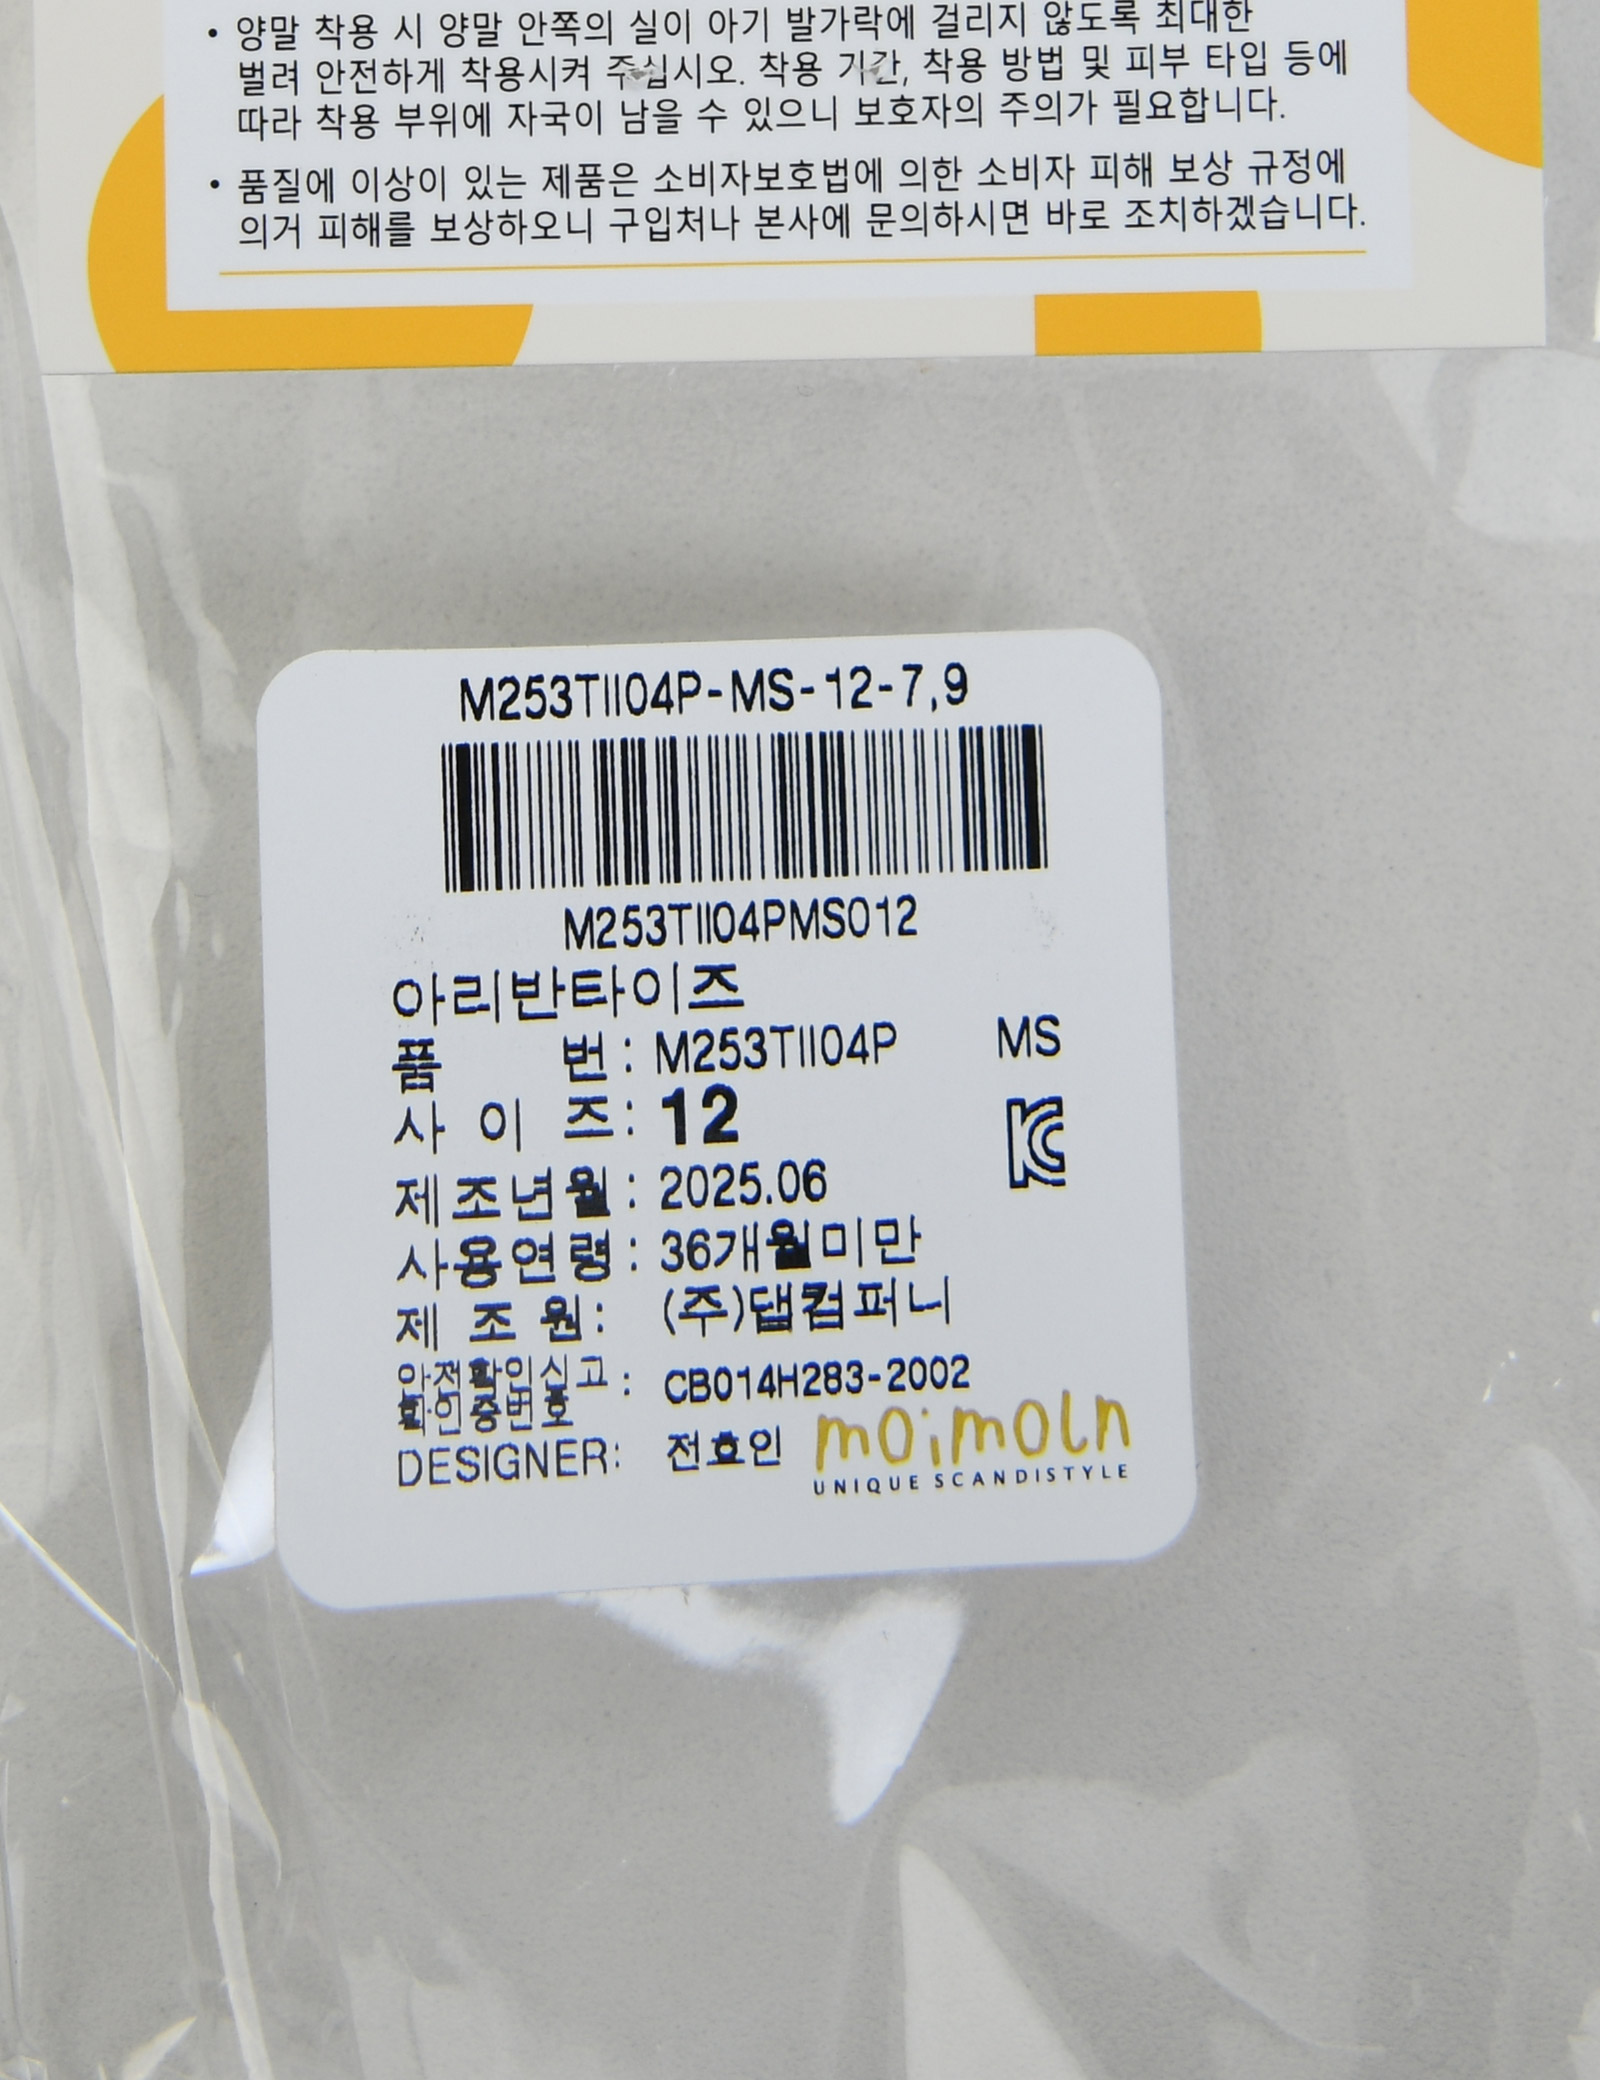 • 양말 착용 시 양말 안쪽의 실이 아기 발가락에 걸리지 않도록 최대한
벌려 안전하게 착용시켜 주십시오. 착용 기간, 착용 방법 및 피부 타입 등에
따라 착용 부위에 자국이 남을 수 있으니 보호자의 주의가 필요합니다.
• 품질에 이상이 있는 제품은 소비자보호법에 의한 소비자 피해 보상 규정에
의거 피해를 보상하오니 구입처나 본사에 문의하시면 바로 조치하겠습니다.
M253TII04P-MS-12-7,9
M253TII04PMS012
아리반타이즈
품 번: M253TII04P MS
사 이 즈: 12
제조년월: 2025.06
사용연령: 36개월미만
제 조 원: (주)댑컴퍼니
안전확인신고
확인증번호: CB014H283-2002
DESIGNER: 전효인
moimoln
UNIQUE SCANDISTYLE